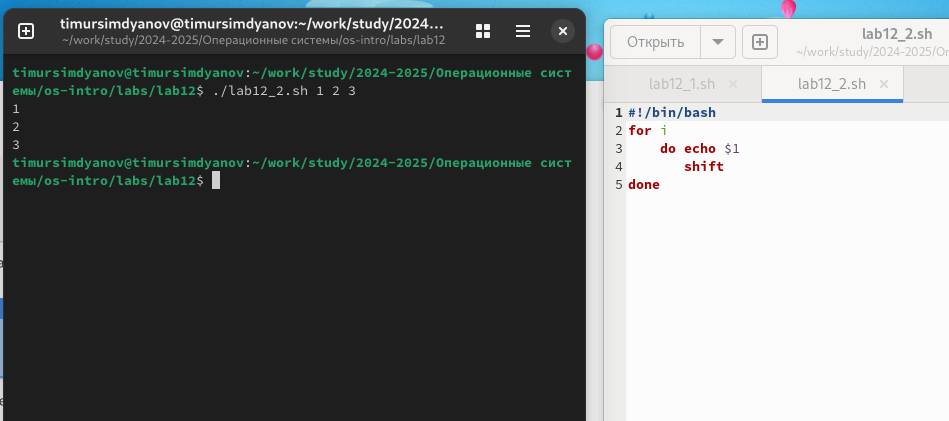 timursimdyanov@timursimdyanov:~/work/study/2024-...
~/work/study/2024-2025/Операционные системы/os-intro/labs/lab12
timursimdyanov@timursimdyanov:~/work/study/2024-2025/Операционные сист
емы/os-intro/labs/lab12$ ./lab12_2.sh 1 2 3
1
2
3
timursimdyanov@timursimdyanov:~/work/study/2024-2025/Операционные сист
емы/os-intro/labs/lab12$
Открыть
lab12_2.sh
~/work/study/2024-2025/О
lab12_1.sh ×
lab12_2.sh ×
1 #!/bin/bash
2 for i
3     do echo $1
4        shift
5 done